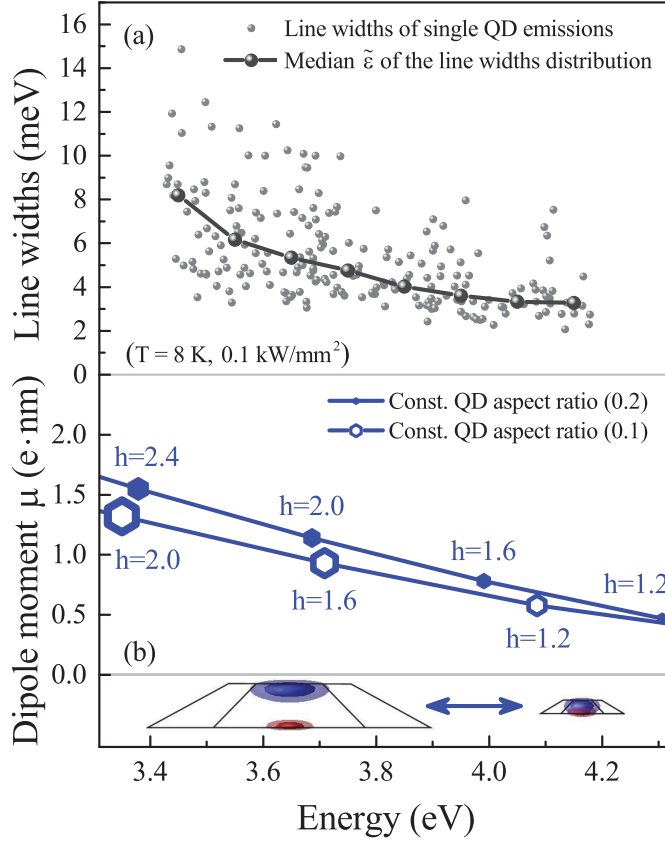 16
14
12
10
8
6
4
2
0
Line widths (meV)
(a)
Line widths of single QD emissions
Median ε̃ of the line widths distribution
(T = 8 K, 0.1 kW/mm²)
2.0
1.5
1.0
0.5
0.0
Dipole moment μ (e·nm)
Const. QD aspect ratio (0.2)
Const. QD aspect ratio (0.1)
h=2.4
h=2.0
h=1.6
h=1.2
h=2.0
h=1.6
h=1.2
(b)
3.4 3.6 3.8 4.0 4.2
Energy (eV)